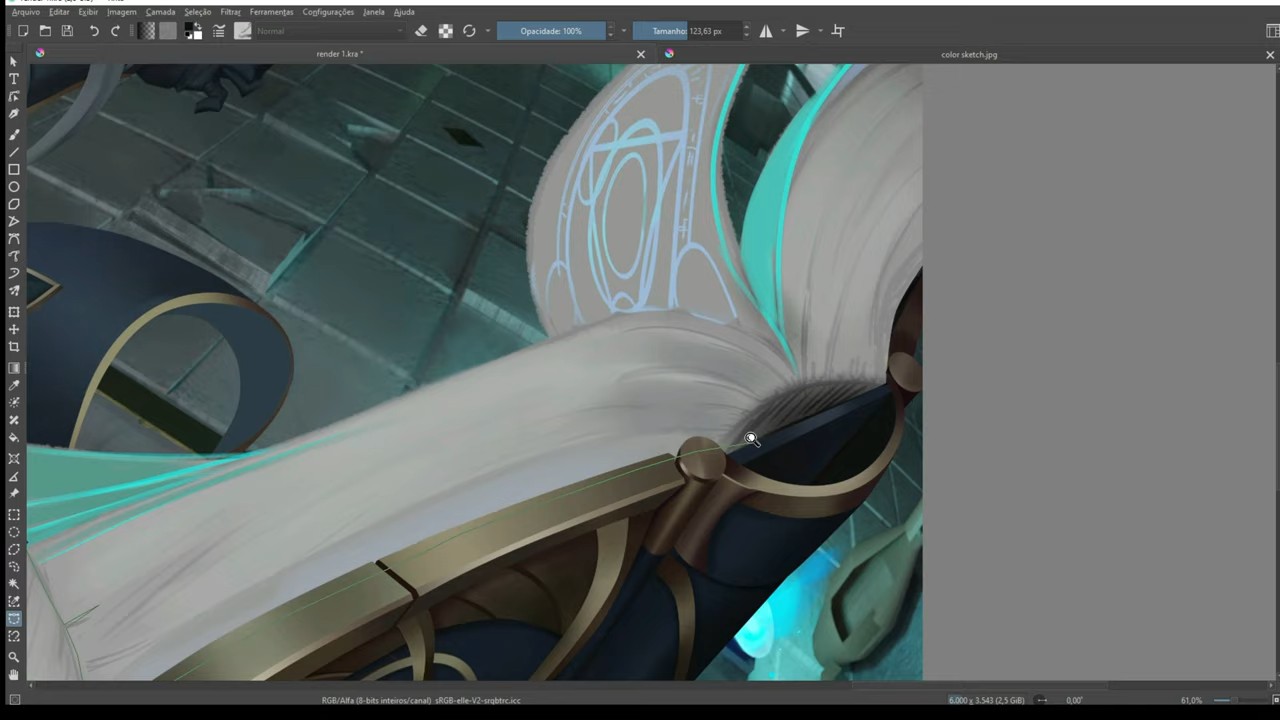 Arquivo Editar Exibir Imagem Camada Seleção Filtrar Ferramentas Configurações Janela Ajuda
Normal Opacidade: 100% Tamanho: 123,63 px
render 1.kra * color sketch.jpg
RGB/Alfa (8-bits inteiros/canal) sRGB-elle-V2-srgbtrc.icc 6.000 x 3.543 (2,5 GiB) 0,00° 61,0%